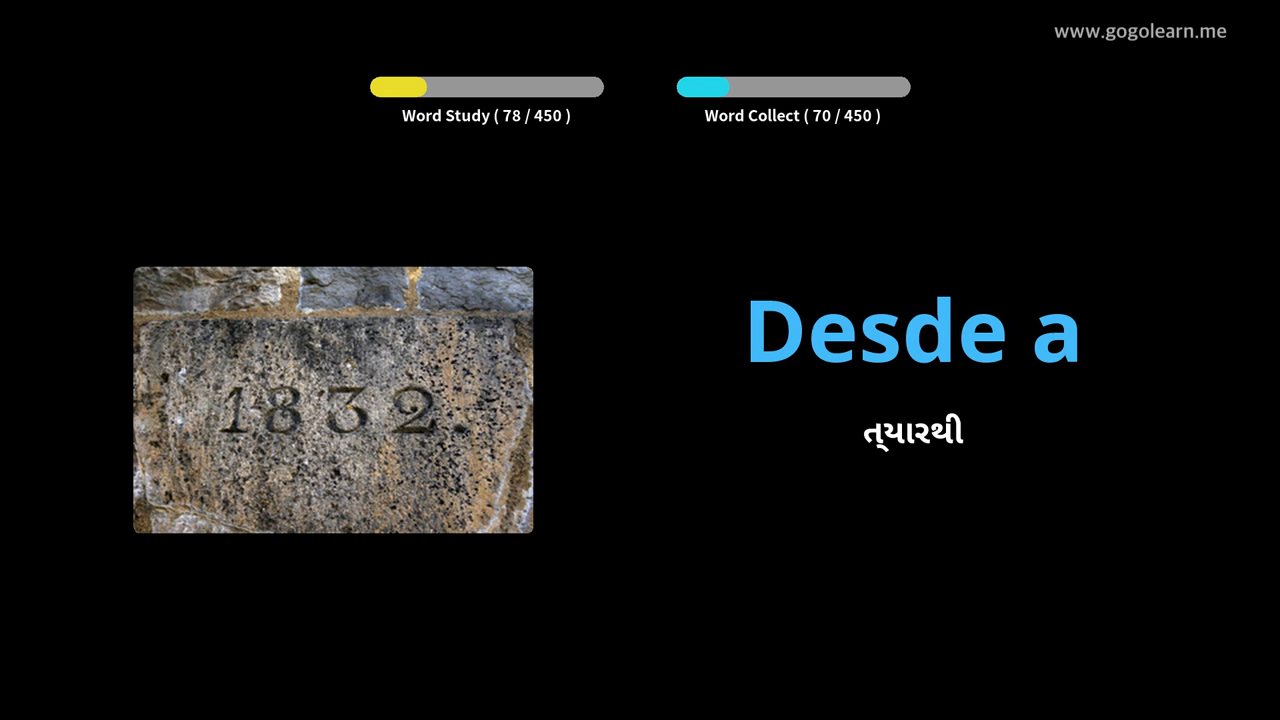 www.gogolearn.me
Word Study ( 78 / 450 )
Word Collect ( 70 / 450 )
1832.
Desde a
ત્યારથી